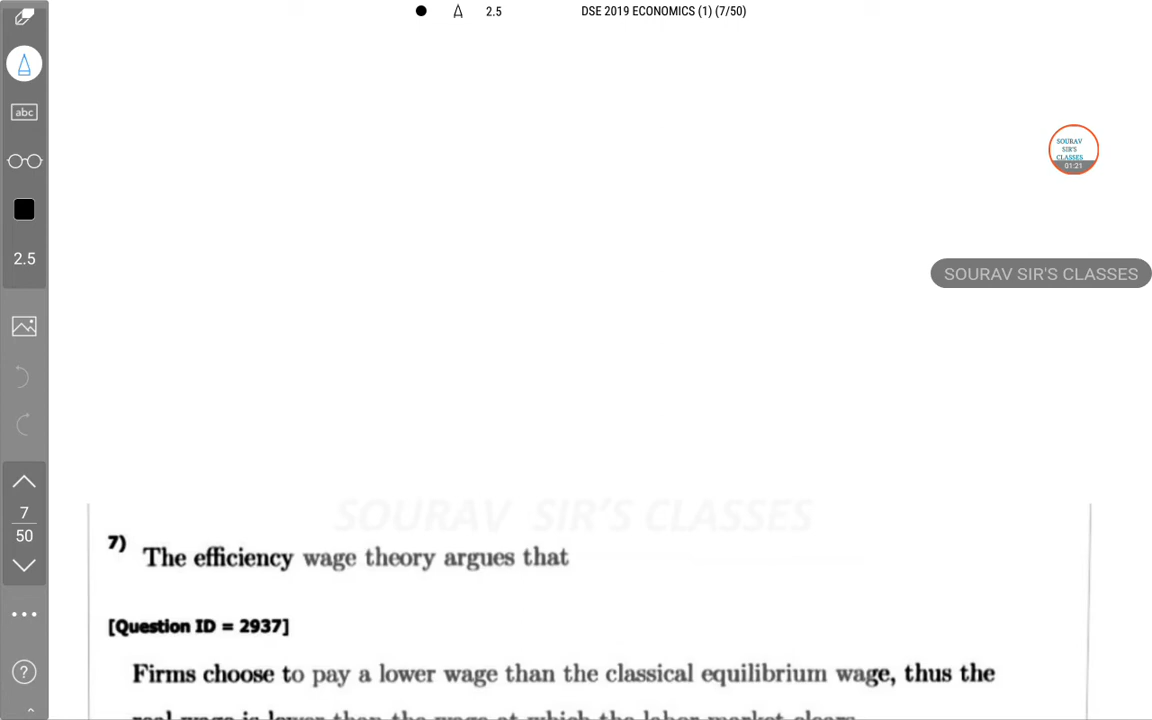 2.5
DSE 2019 ECONOMICS (1) (7/50)
abc
SOURAV
SIR'S
CLASSES
01:21
2.5
SOURAV SIR'S CLASSES
7
50
SOURAV SIR'S CLASSES
7) The efficiency wage theory argues that
[Question ID = 2937]
Firms choose to pay a lower wage than the classical equilibrium wage, thus the
real wage is lower than the wage at which the labor market clears
?